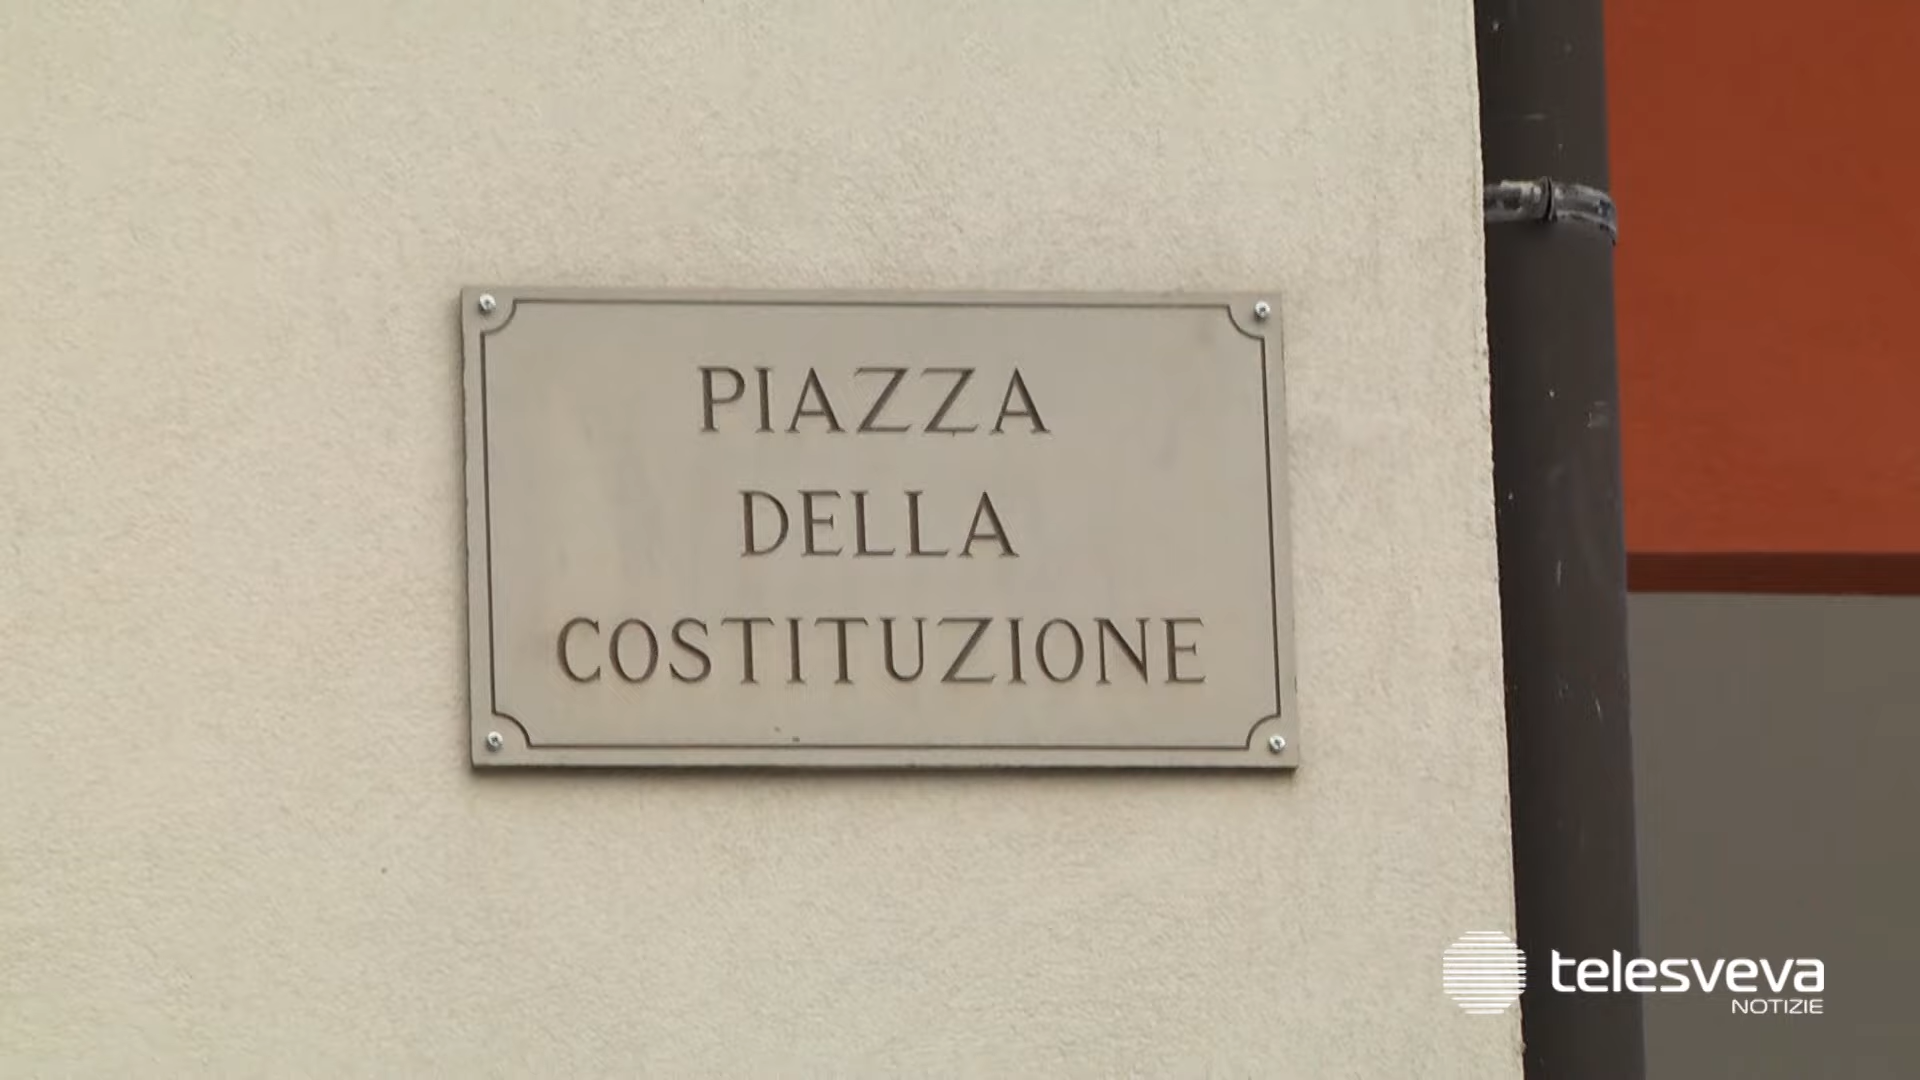 PIAZZA
DELLA
COSTITUZIONE
telesveva
NOTIZIE